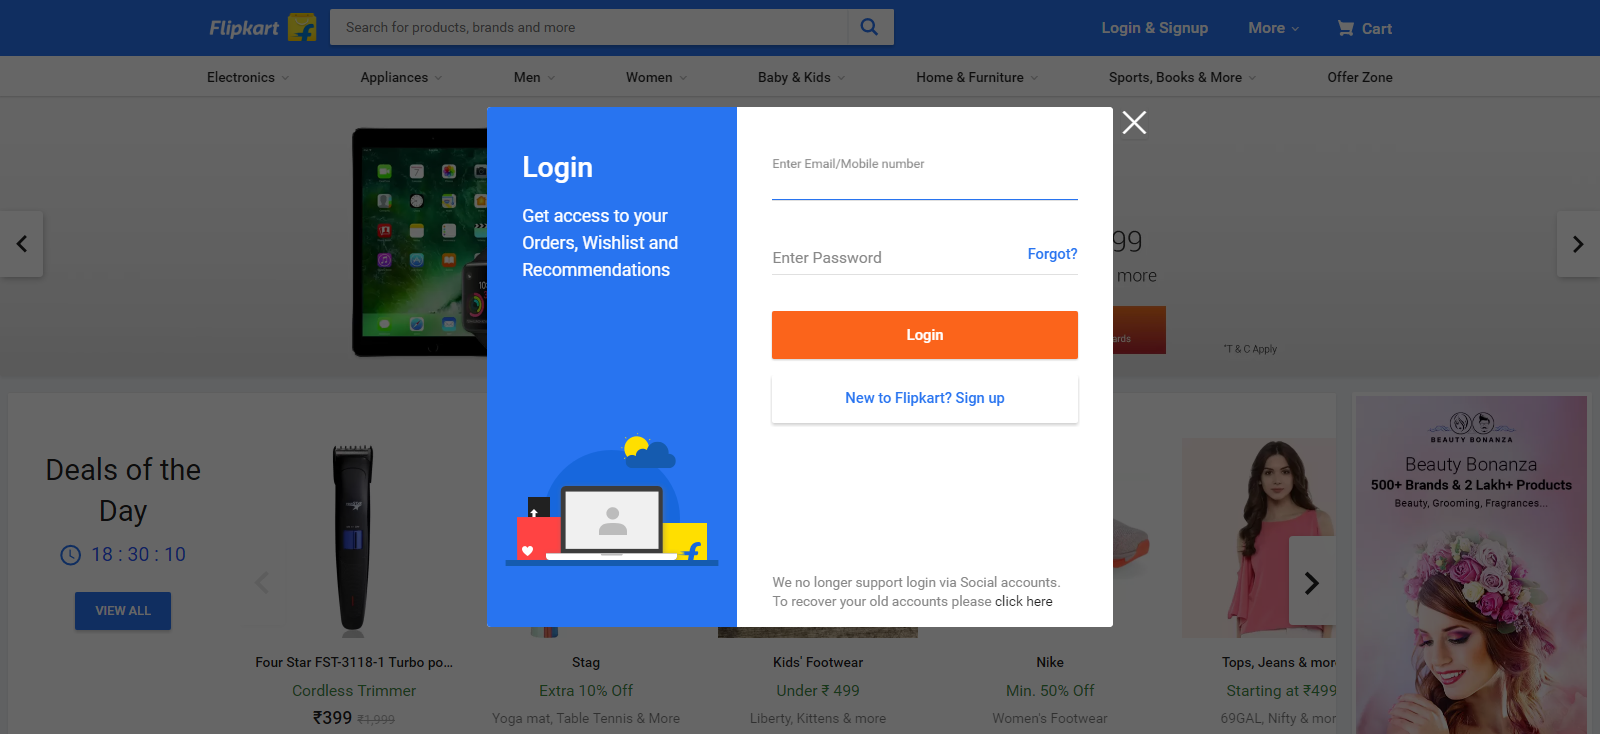 Flipkart
Search for products, brands and more
Login & Signup
More
Cart
Electronics
Appliances
Men
Women
Baby & Kids
Home & Furniture
Sports, Books & More
Offer Zone
Login
Get access to your
Orders, Wishlist and
Recommendations
Enter Email/Mobile number
Enter Password
Forgot?
Login
New to Flipkart? Sign up
We no longer support login via Social accounts.
To recover your old accounts please click here
99
more
ards
*T & C Apply
Deals of the
Day
18 : 30 : 10
VIEW ALL
Four Star FST-3118-1 Turbo po...
Cordless Trimmer
₹399 ₹1,999
Stag
Extra 10% Off
Yoga mat, Table Tennis & More
Kids' Footwear
Under ₹ 499
Liberty, Kittens & more
Nike
Min. 50% Off
Women's Footwear
Tops, Jeans & mor
Starting at ₹499
69GAL, Nifty & mor
BEAUTY BONANZA
Beauty Bonanza
500+ Brands & 2 Lakh+ Products
Beauty, Grooming, Fragrances...